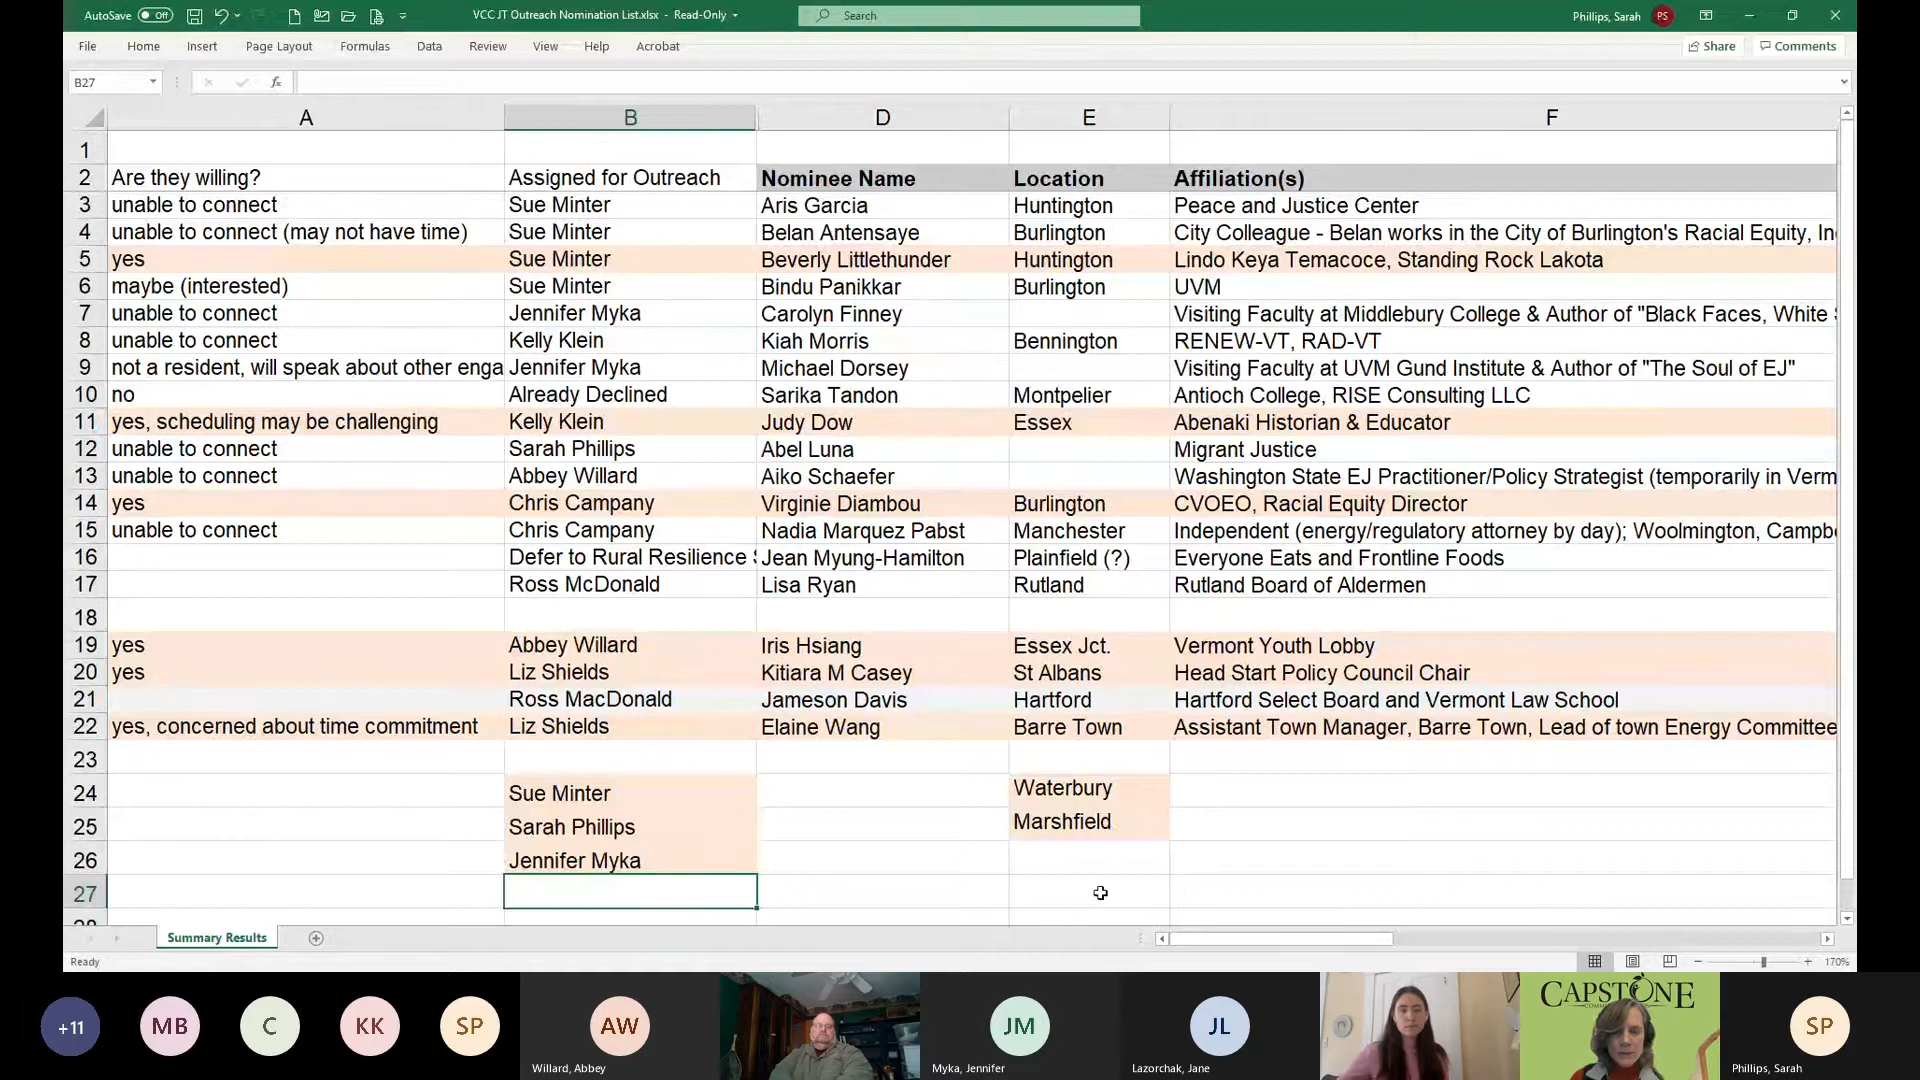 AutoSave Off VCC JT Outreach Nomination List.xlsx - Read-Only Search Phillips, Sarah PS
File Home Insert Page Layout Formulas Data Review View Help Acrobat Share Comments
B27 fx
A B D E F
1
2 Are they willing? Assigned for Outreach Nominee Name Location Affiliation(s)
3 unable to connect Sue Minter Aris Garcia Huntington Peace and Justice Center
4 unable to connect (may not have time) Sue Minter Belan Antensaye Burlington City Colleague - Belan works in the City of Burlington's Racial Equity, In
5 yes Sue Minter Beverly Littlethunder Huntington Lindo Keya Temacoce, Standing Rock Lakota
6 maybe (interested) Sue Minter Bindu Panikkar Burlington UVM
7 unable to connect Jennifer Myka Carolyn Finney Visiting Faculty at Middlebury College & Author of "Black Faces, White
8 unable to connect Kelly Klein Kiah Morris Bennington RENEW-VT, RAD-VT
9 not a resident, will speak about other enga Jennifer Myka Michael Dorsey Visiting Faculty at UVM Gund Institute & Author of "The Soul of EJ"
10 no Already Declined Sarika Tandon Montpelier Antioch College, RISE Consulting LLC
11 yes, scheduling may be challenging Kelly Klein Judy Dow Essex Abenaki Historian & Educator
12 unable to connect Sarah Phillips Abel Luna Migrant Justice
13 unable to connect Abbey Willard Aiko Schaefer Washington State EJ Practitioner/Policy Strategist (temporarily in Verm
14 yes Chris Campany Virginie Diambou Burlington CVOEO, Racial Equity Director
15 unable to connect Chris Campany Nadia Marquez Pabst Manchester Independent (energy/regulatory attorney by day); Woolmington, Campb
16 Defer to Rural Resilience Jean Myung-Hamilton Plainfield (?) Everyone Eats and Frontline Foods
17 Ross McDonald Lisa Ryan Rutland Rutland Board of Aldermen
18
19 yes Abbey Willard Iris Hsiang Essex Jct. Vermont Youth Lobby
20 yes Liz Shields Kitiara M Casey St Albans Head Start Policy Council Chair
21 Ross MacDonald Jameson Davis Hartford Hartford Select Board and Vermont Law School
22 yes, concerned about time commitment Liz Shields Elaine Wang Barre Town Assistant Town Manager, Barre Town, Lead of town Energy Committee
23
24 Sue Minter Waterbury
25 Sarah Phillips Marshfield
26 Jennifer Myka
27
Summary Results
Ready 170%
+11 MB C KK SP AW JM JL CAPSTONE SP
Willard, Abbey Myka, Jennifer Lazorchak, Jane Phillips, Sarah